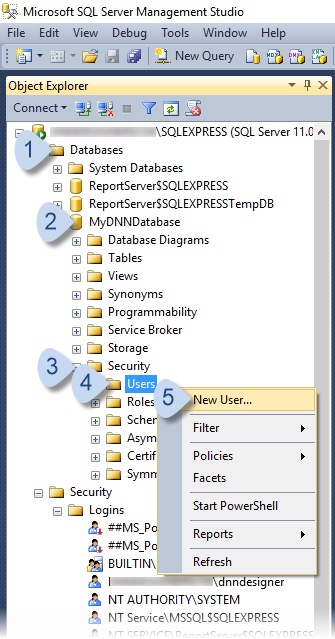 Microsoft SQL Server Management Studio
File Edit View Debug Tools Window Help
New Query
Object Explorer
Connect
\SQLEXPRESS (SQL Server 11.0
1 Databases
System Databases
ReportServer$SQLEXPRESS
ReportServer$SQLEXPRESSTempDB
2 MyDNNDatabase
Database Diagrams
Tables
Views
Synonyms
Programmability
Service Broker
Storage
3 Security
4 Users
5 New User...
Roles
Filter
Schem
Asym
Policies
Certif
Facets
Symm
Security
Start PowerShell
Logins
##MS_Po
Reports
##MS_Po
BUILTIN\
Refresh
\dnndesigner
NT AUTHORITY\SYSTEM
NT Service\MSSQL$SQLEXPRESS
NT SERVICE\ReportServer$SQLEXPRESS